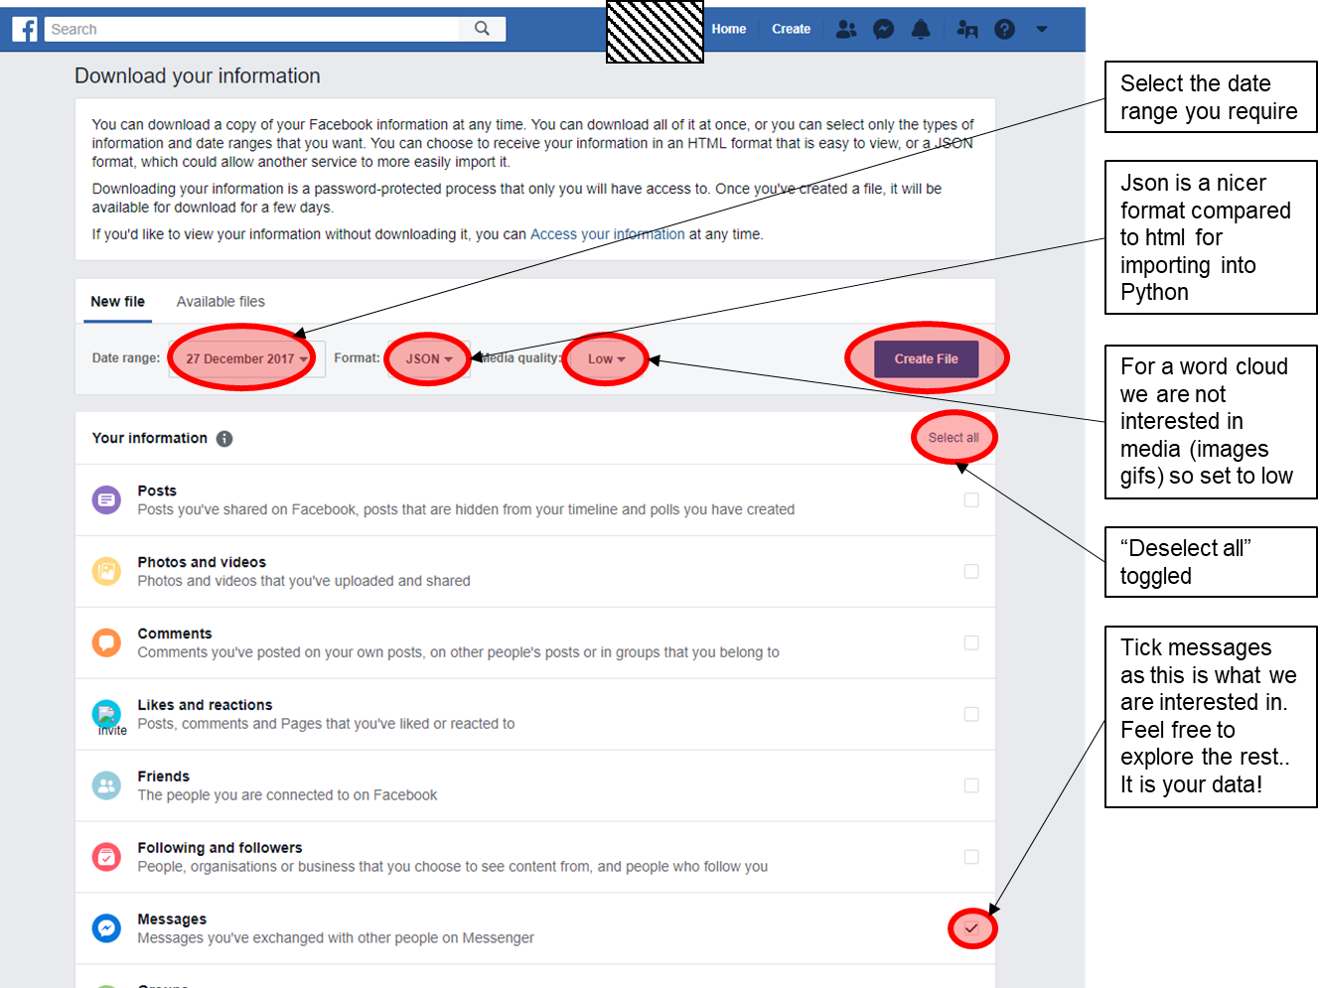 f
Search
Home
Create
Download your information
You can download a copy of your Facebook information at any time. You can download all of it at once, or you can select only the types of
information and date ranges that you want. You can choose to receive your information in an HTML format that is easy to view, or a JSON
format, which could allow another service to more easily import it.
Downloading your information is a password-protected process that only you will have access to. Once you've created a file, it will be
available for download for a few days.
If you'd like to view your information without downloading it, you can Access your information at any time.
New file
Available files
Date range:
27 December 2017
Format:
JSON
Media quality:
Low
Create File
Your information
Select all
Posts
Posts you've shared on Facebook, posts that are hidden from your timeline and polls you have created
Photos and videos
Photos and videos that you've uploaded and shared
Comments
Comments you've posted on your own posts, on other people's posts or in groups that you belong to
Likes and reactions
Posts, comments and Pages that you've liked or reacted to
invite
Friends
The people you are connected to on Facebook
Following and followers
People, organisations or business that you choose to see content from, and people who follow you
Messages
Messages you've exchanged with other people on Messenger
Groups
Select the date
range you require
Json is a nicer
format compared
to html for
importing into
Python
For a word cloud
we are not
interested in
media (images
gifs) so set to low
“Deselect all”
toggled
Tick messages
as this is what we
are interested in.
Feel free to
explore the rest..
It is your data!